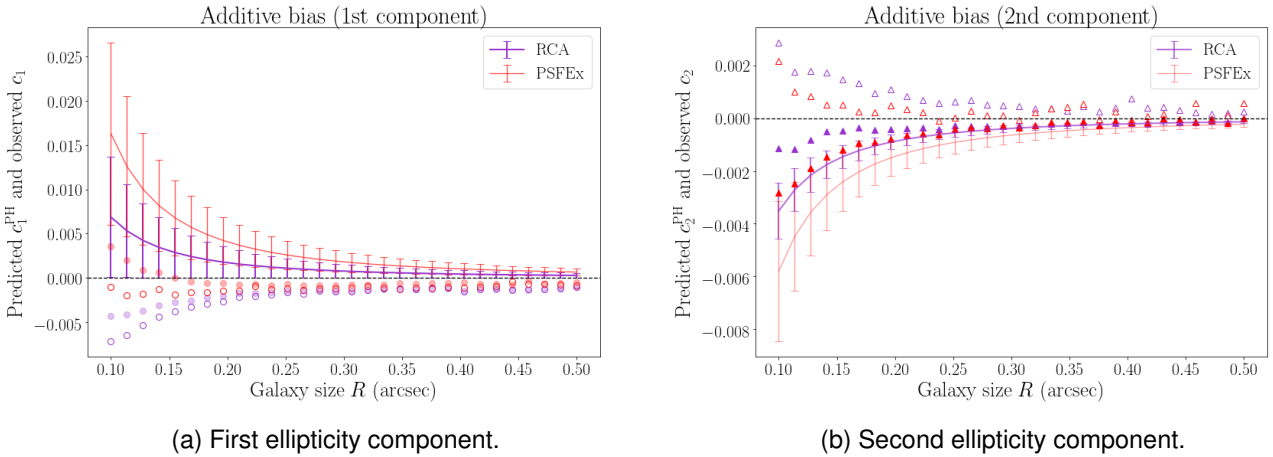 Additive bias (1st component)
Predicted c₁ᴾᴴ and observed c₁
0.025
0.020
0.015
0.010
0.005
0.000
−0.005
RCA
PSFEx
0.10 0.15 0.20 0.25 0.30 0.35 0.40 0.45 0.50
Galaxy size R (arcsec)
(a) First ellipticity component.
Additive bias (2nd component)
Predicted c₂ᴾᴴ and observed c₂
0.002
0.000
−0.002
−0.004
−0.006
−0.008
RCA
PSFEx
0.10 0.15 0.20 0.25 0.30 0.35 0.40 0.45 0.50
Galaxy size R (arcsec)
(b) Second ellipticity component.